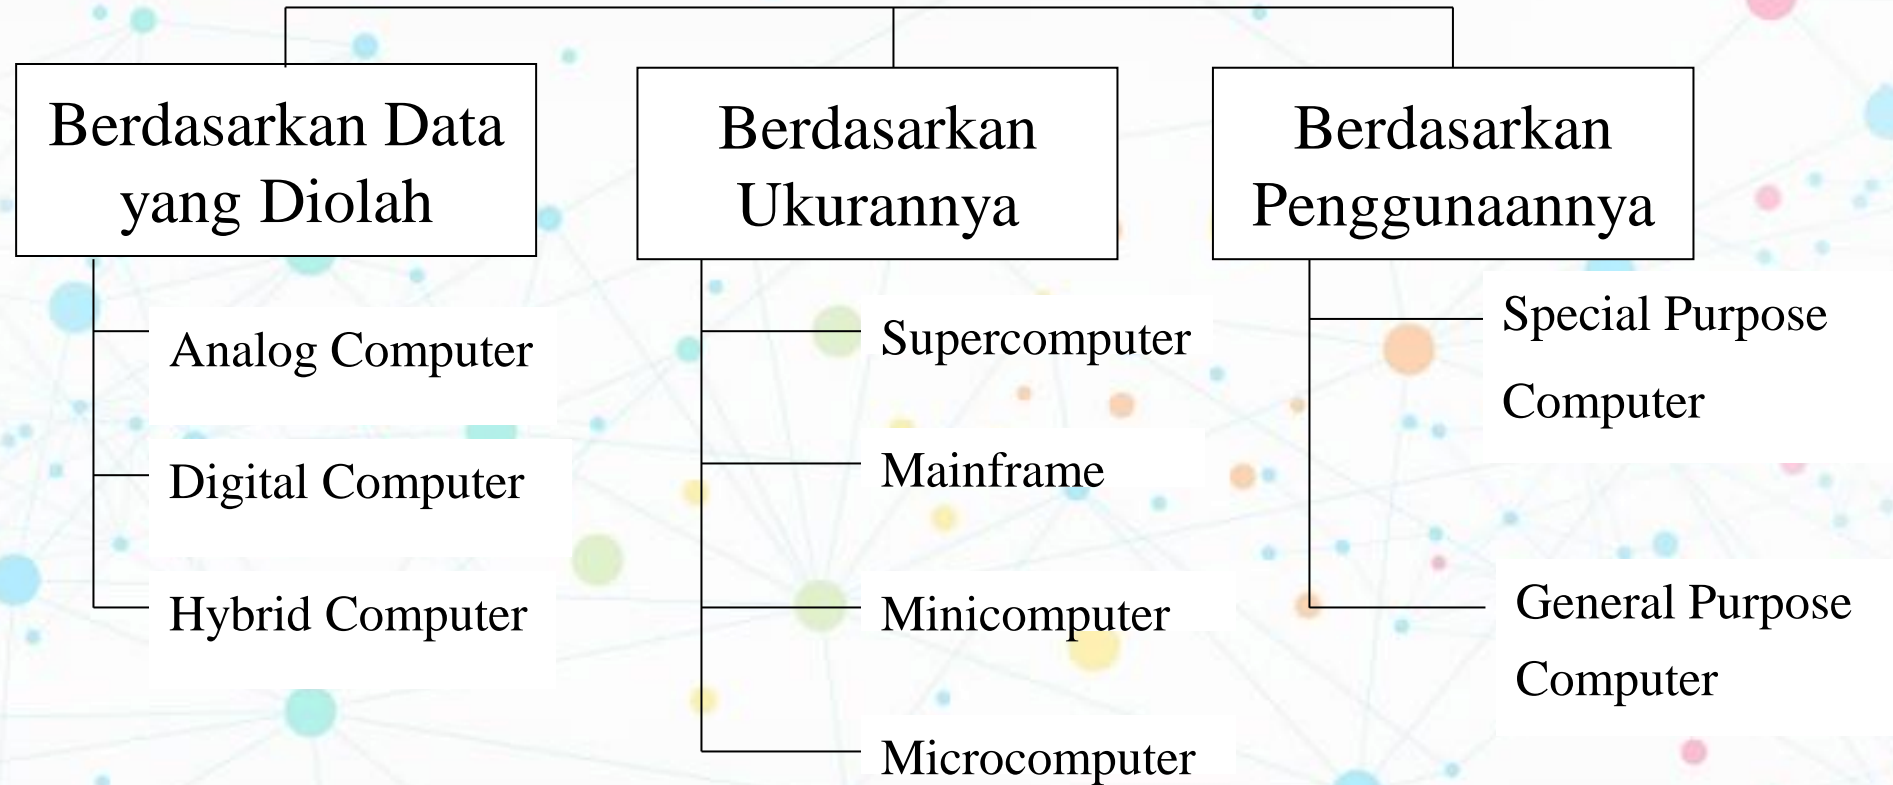 Berdasarkan Data
yang Diolah
Analog Computer
Digital Computer
Hybrid Computer
Berdasarkan
Ukurannya
Supercomputer
Mainframe
Minicomputer
Microcomputer
Berdasarkan
Penggunaannya
Special Purpose
Computer
General Purpose
Computer